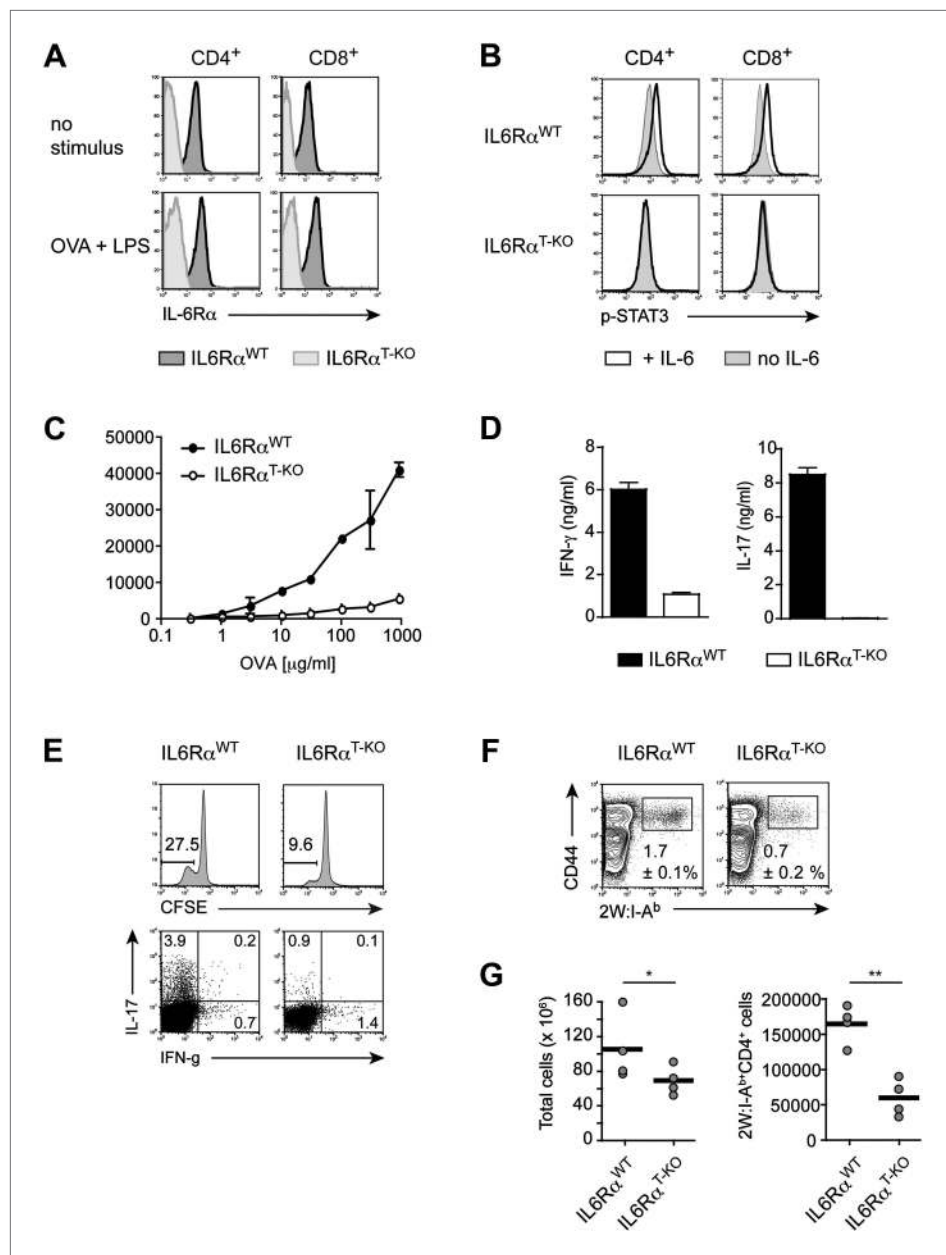 A
CD4+ CD8+
no stimulus
OVA + LPS
IL-6Rα
IL6RαWT IL6RαT-KO
B
CD4+ CD8+
IL6RαWT
IL6RαT-KO
p-STAT3
+ IL-6 no IL-6
C
IL6RαWT
IL6RαT-KO
50000
40000
30000
20000
10000
0
0.1 1 10 100 1000
OVA [μg/ml]
D
IFN-γ (ng/ml)
8
6
4
2
0
IL-17 (ng/ml)
10
8
6
4
2
0
IL6RαWT IL6RαT-KO
E
IL6RαWT IL6RαT-KO
27.5 9.6
CFSE
IL-17
3.9 0.2 0.9 0.1
0.7 1.4
IFN-g
F
IL6RαWT IL6RαT-KO
CD44
1.7 0.7
± 0.1% ± 0.2 %
2W:I-Ab
G
* **
Total cells (x 10⁶)
160
120
80
40
0
IL6RαWT
IL6RαT-KO
2W:I-Ab+CD4+ cells
200000
150000
100000
50000
0
IL6RαWT
IL6RαT-KO